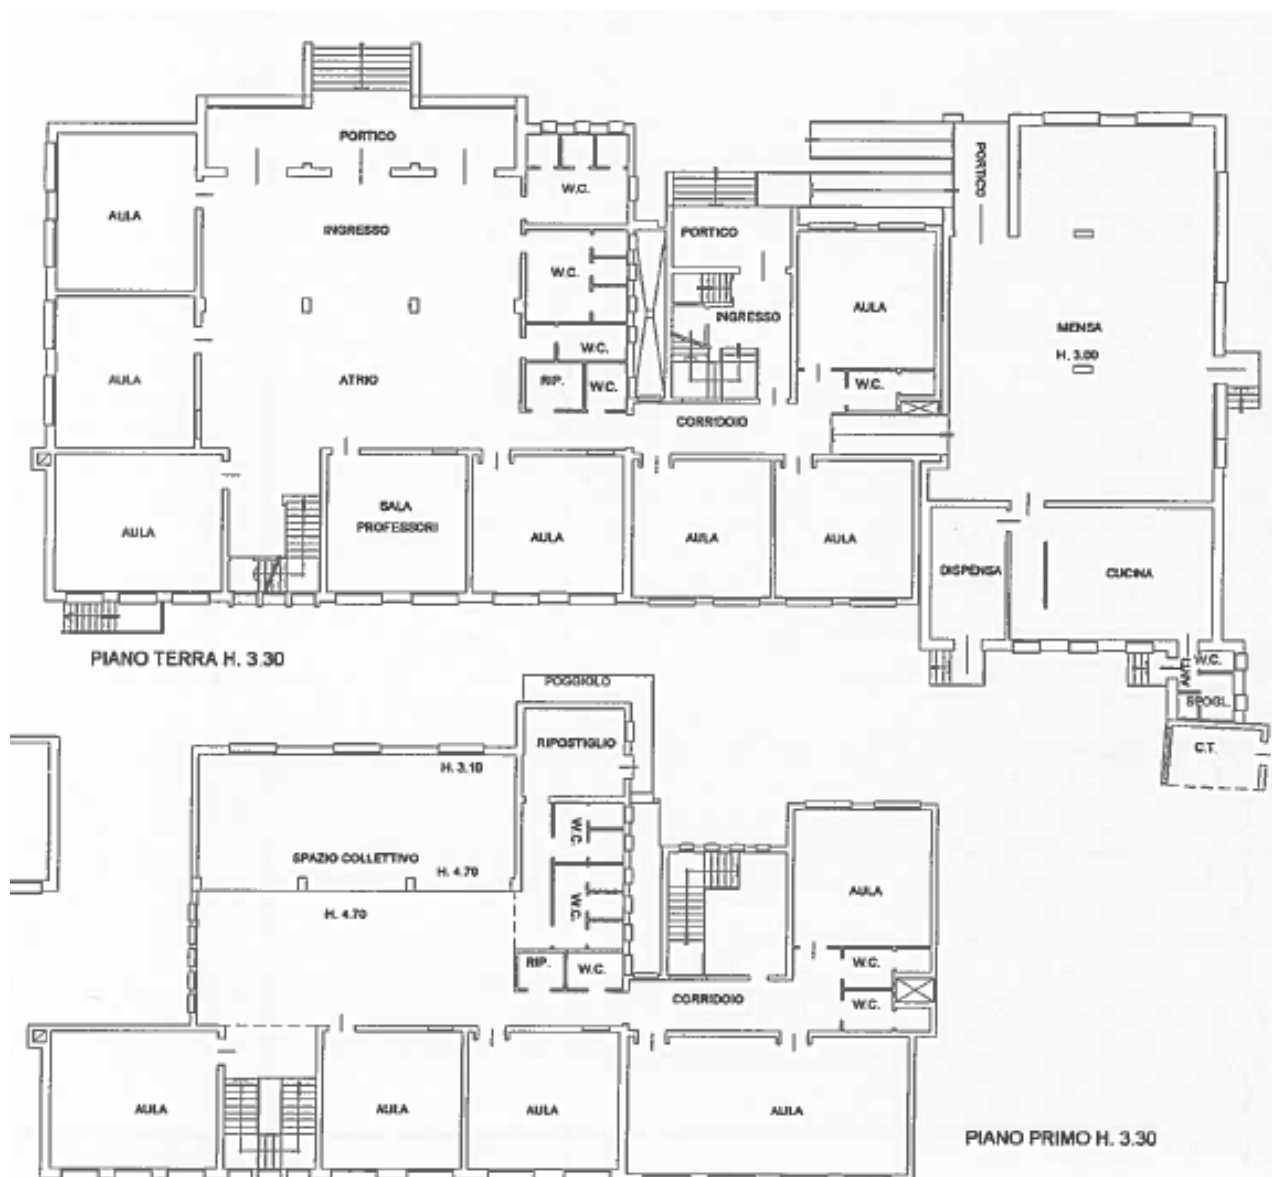 PORTICO
PORTICO
W.C.
AULA
INGRESSO
PORTICO
W.C.
AULA
INGRESSO
MENSA
H. 3.00
W.C.
AULA
ATRIO
RIP.
W.C.
W.C.
CORRIDOIO
SALA
PROFESSORI
AULA
AULA
AULA
AULA
DISPENSA
CUCINA
PIANO TERRA H. 3.30
W.C.
SPOGL.
C.T.
POGGIOLO
RIPOSTIGLIO
H. 3.10
W.C.
SPAZIO COLLETTIVO
H. 4.70
AULA
H. 4.70
W.C.
RIP.
W.C.
W.C.
CORRIDOIO
W.C.
AULA
AULA
AULA
AULA
PIANO PRIMO H. 3.30